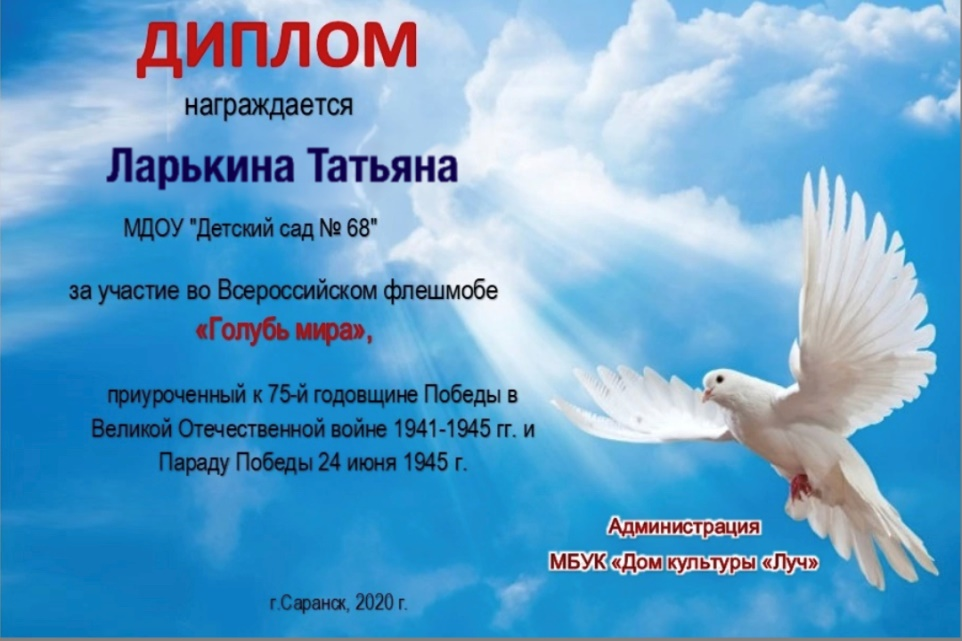 ДИПЛОМ
награждается
Ларькина Татьяна
МДОУ "Детский сад № 68"
за участие во Всероссийском флешмобе
«Голубь мира»,
приуроченный к 75-й годовщине Победы в
Великой Отечественной войне 1941-1945 гг. и
Параду Победы 24 июня 1945 г.
Администрация
МБУК «Дом культуры «Луч»
г.Саранск, 2020 г.